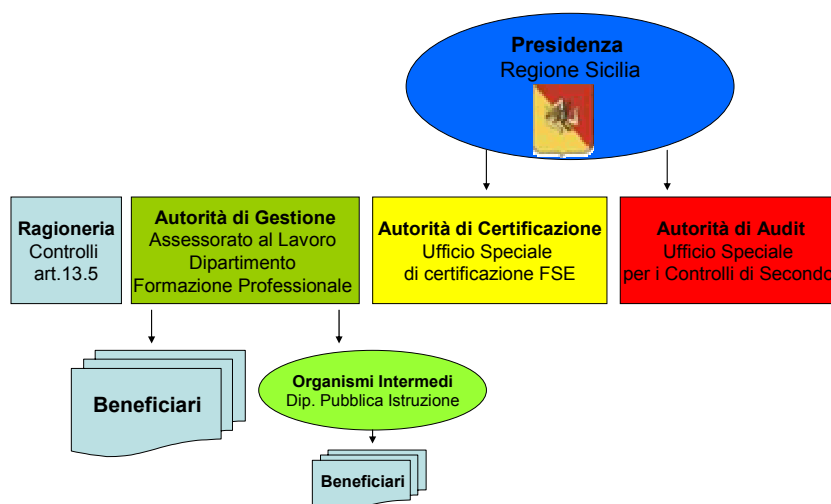 Presidenza
Regione Sicilia
Ragioneria
Controlli
art.13.5
Autorità di Gestione
Assessorato al Lavoro
Dipartimento
Formazione Professionale
Autorità di Certificazione
Ufficio Speciale
di certificazione FSE
Autorità di Audit
Ufficio Speciale
per i Controlli di Secondo
Beneficiari
Organismi Intermedi
Dip. Pubblica Istruzione
Beneficiari